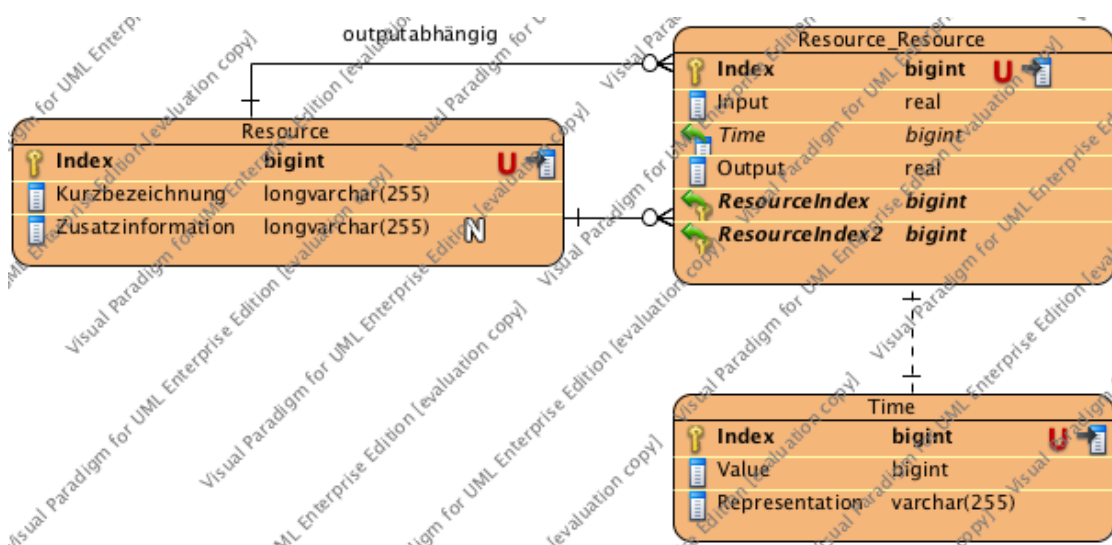 outputabhängig
Resource_Resource
Index bigint U
Input real
Time bigint
Output real
ResourceIndex bigint
ResourceIndex2 bigint
Resource
Index bigint U
Kurzbezeichnung longvarchar(255)
Zusatzinformation longvarchar(255) N
Time
Index bigint U
Value bigint
Representation varchar(255)
Visual Paradigm for UML Enterprise Edition [evaluation copy]